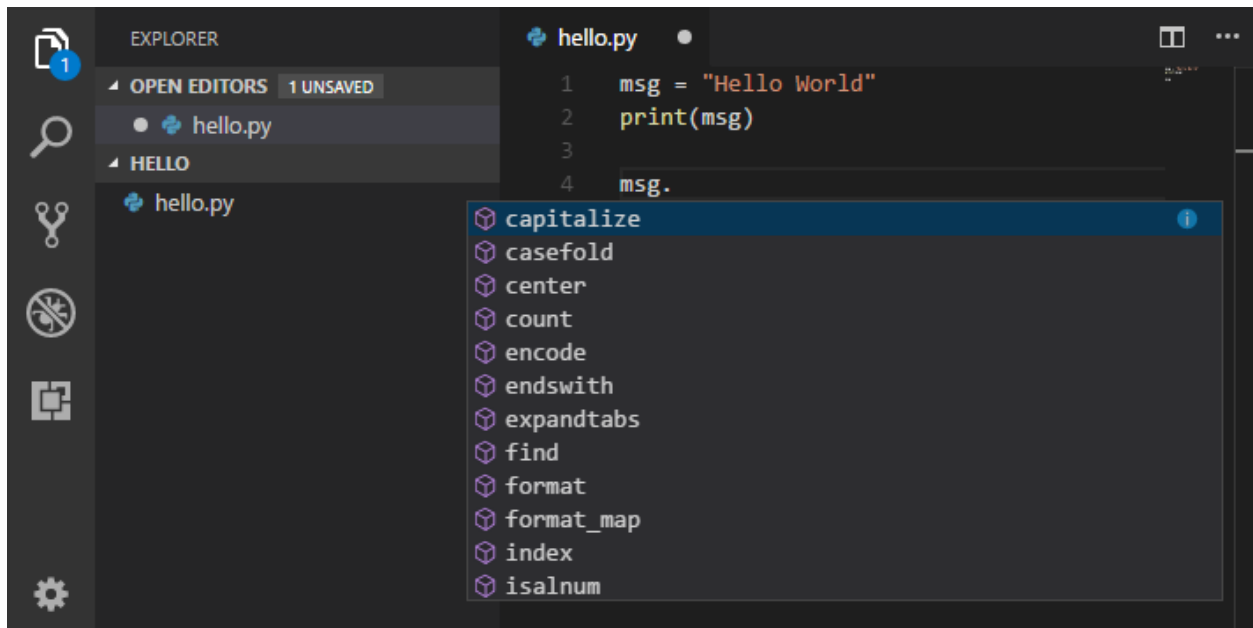 EXPLORER
OPEN EDITORS 1 UNSAVED
hello.py
HELLO
hello.py
1
hello.py
1 msg = "Hello World"
2 print(msg)
3
4 msg.
capitalize
casefold
center
count
encode
endswith
expandtabs
find
format
format_map
index
isalnum